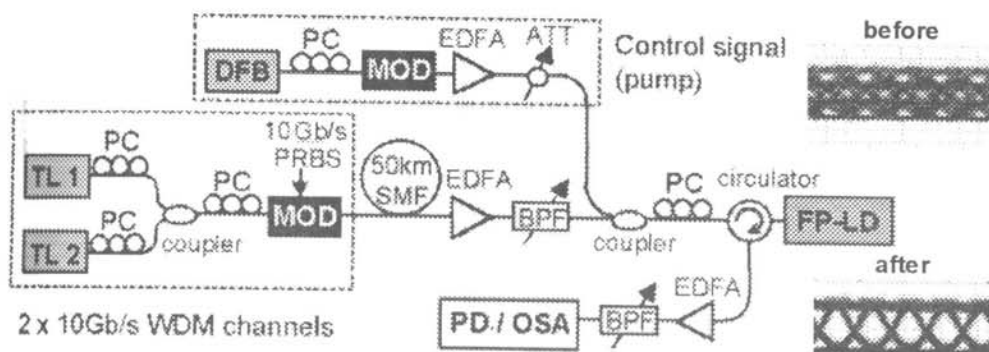 PC
EDFA
ATT
DFB
MOD
Control signal
(pump)
before
10Gb/s
PRBS
PC
TL 1
PC
TL 2
coupler
PC
MOD
50km
SMF
EDFA
BPF
coupler
PC
circulator
FP-LD
after
EDFA
BPF
PD / OSA
2 x 10Gb/s WDM channels